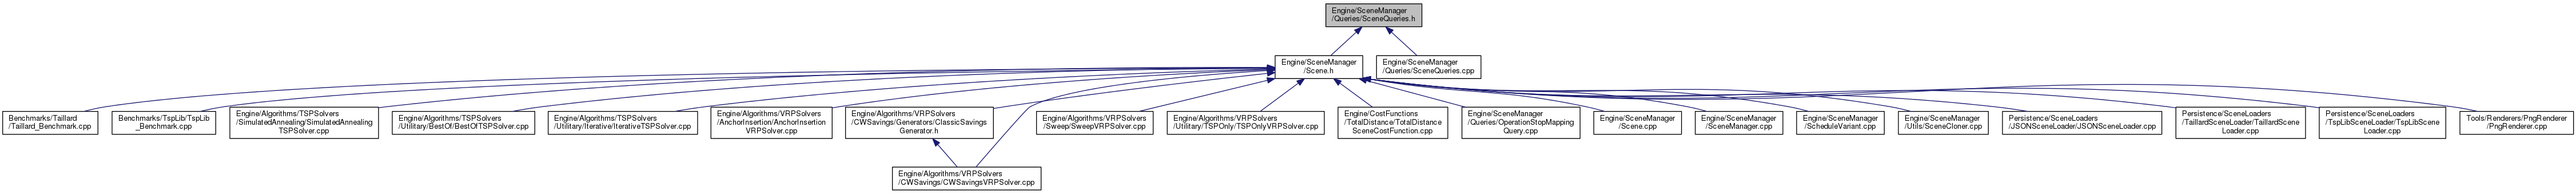 Engine/SceneManager
/Queries/SceneQueries.h
Engine/SceneManager
/Scene.h
Engine/SceneManager
/Queries/SceneQueries.cpp
Benchmarks/Taillard
/Taillard_Benchmark.cpp
Benchmarks/TspLib/TspLib
_Benchmark.cpp
Engine/Algorithms/TSPSolvers
/SimulatedAnnealing/SimulatedAnnealing
TSPSolver.cpp
Engine/Algorithms/TSPSolvers
/Utilitary/BestOf/BestOfTSPSolver.cpp
Engine/Algorithms/TSPSolvers
/Utilitary/Iterative/IterativeTSPSolver.cpp
Engine/Algorithms/VRPSolvers
/AnchorInsertion/AnchorInsertion
VRPSolver.cpp
Engine/Algorithms/VRPSolvers
/CWSavings/Generators/ClassicSavings
Generator.h
Engine/Algorithms/VRPSolvers
/Sweep/SweepVRPSolver.cpp
Engine/Algorithms/VRPSolvers
/Utilitary/TSPOnly/TSPOnlyVRPSolver.cpp
Engine/CostFunctions
/TotalDistance/TotalDistance
SceneCostFunction.cpp
Engine/SceneManager
/Queries/OperationStopMapping
Query.cpp
Engine/SceneManager
/Scene.cpp
Engine/SceneManager
/SceneManager.cpp
Engine/SceneManager
/ScheduleVariant.cpp
Engine/SceneManager
/Utils/SceneCloner.cpp
Persistence/SceneLoaders
/JSONSceneLoader/JSONSceneLoader.cpp
Persistence/SceneLoaders
/TaillardSceneLoader/TaillardScene
Loader.cpp
Persistence/SceneLoaders
/TspLibSceneLoader/TspLibScene
Loader.cpp
Tools/Renderers/PngRenderer
/PngRenderer.cpp
Engine/Algorithms/VRPSolvers
/CWSavings/CWSavingsVRPSolver.cpp